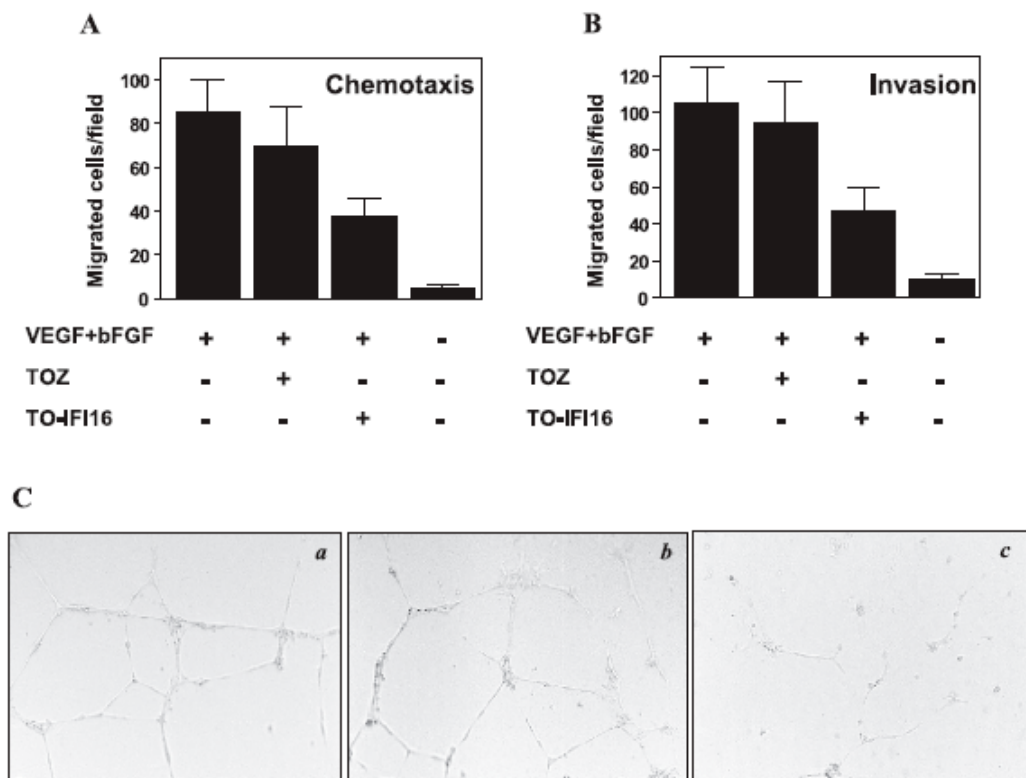 A
B
Chemotaxis
Invasion
Migrated cells/field
100
80
60
40
20
0
Migrated cells/field
120
100
80
60
40
20
0
VEGF+bFGF + + + -
TOZ - + - -
TO-IFI16 - - + -
VEGF+bFGF + + + -
TOZ - + - -
TO-IFI16 - - + -
C
a
b
c